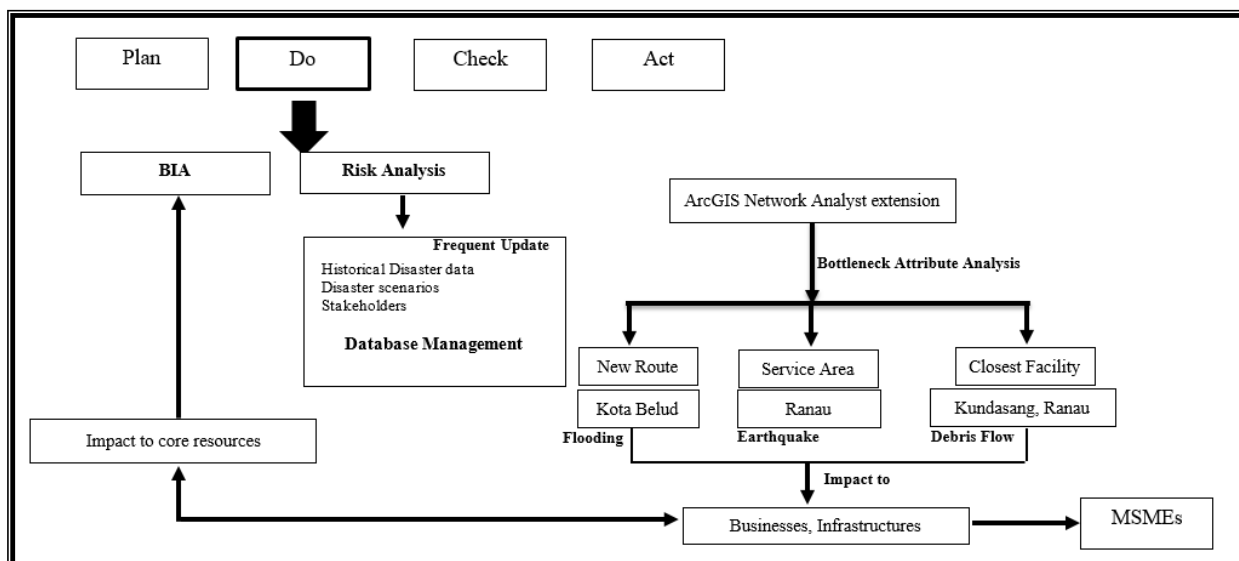 Plan
Do
Check
Act
BIA
Risk Analysis
ArcGIS Network Analyst extension
Frequent Update
Historical Disaster data
Disaster scenarios
Stakeholders
Database Management
Bottleneck Attribute Analysis
New Route
Service Area
Closest Facility
Kota Belud
Ranau
Kundasang, Ranau
Flooding
Earthquake
Debris Flow
Impact to core resources
Impact to
Businesses, Infrastructures
MSMEs